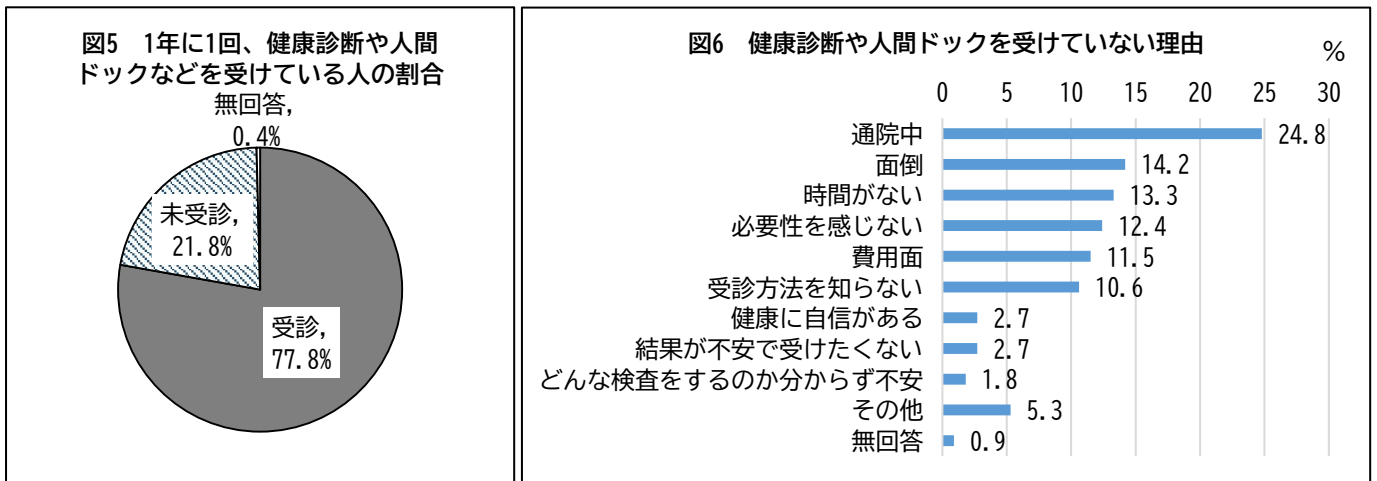 図5　1年に1回、健康診断や人間
ドックなどを受けている人の割合
無回答,
0.4%
未受診,
21.8%
受診,
77.8%
図6　健康診断や人間ドックを受けていない理由
%
0 5 10 15 20 25 30
通院中 24.8
面倒 14.2
時間がない 13.3
必要性を感じない 12.4
費用面 11.5
受診方法を知らない 10.6
健康に自信がある 2.7
結果が不安で受けたくない 2.7
どんな検査をするのか分からず不安 1.8
その他 5.3
無回答 0.9